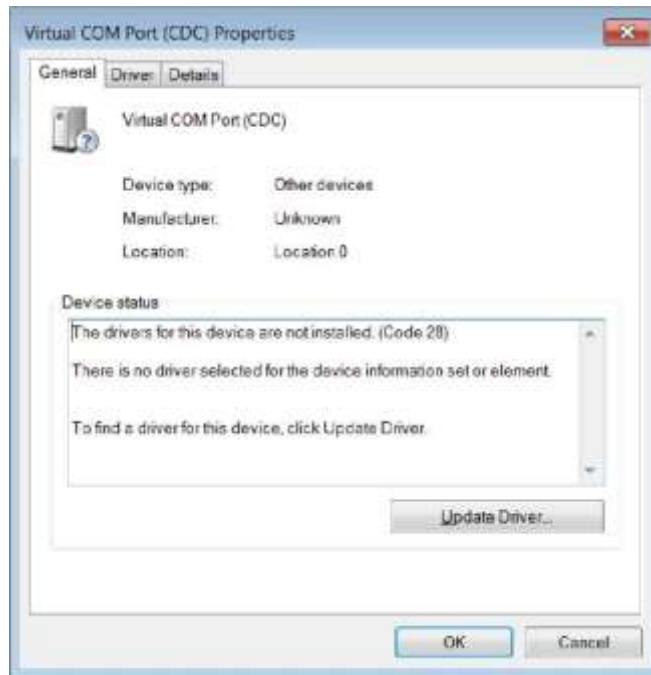 Virtual COM Port (CDC) Properties
General Driver Details
Virtual COM Port (CDC)
Device type: Other devices
Manufacturer: Unknown
Location: Location 0
Device status
The drivers for this device are not installed. (Code 28)
There is no driver selected for the device information set or element.
To find a driver for this device, click Update Driver.
Update Driver...
OK Cancel